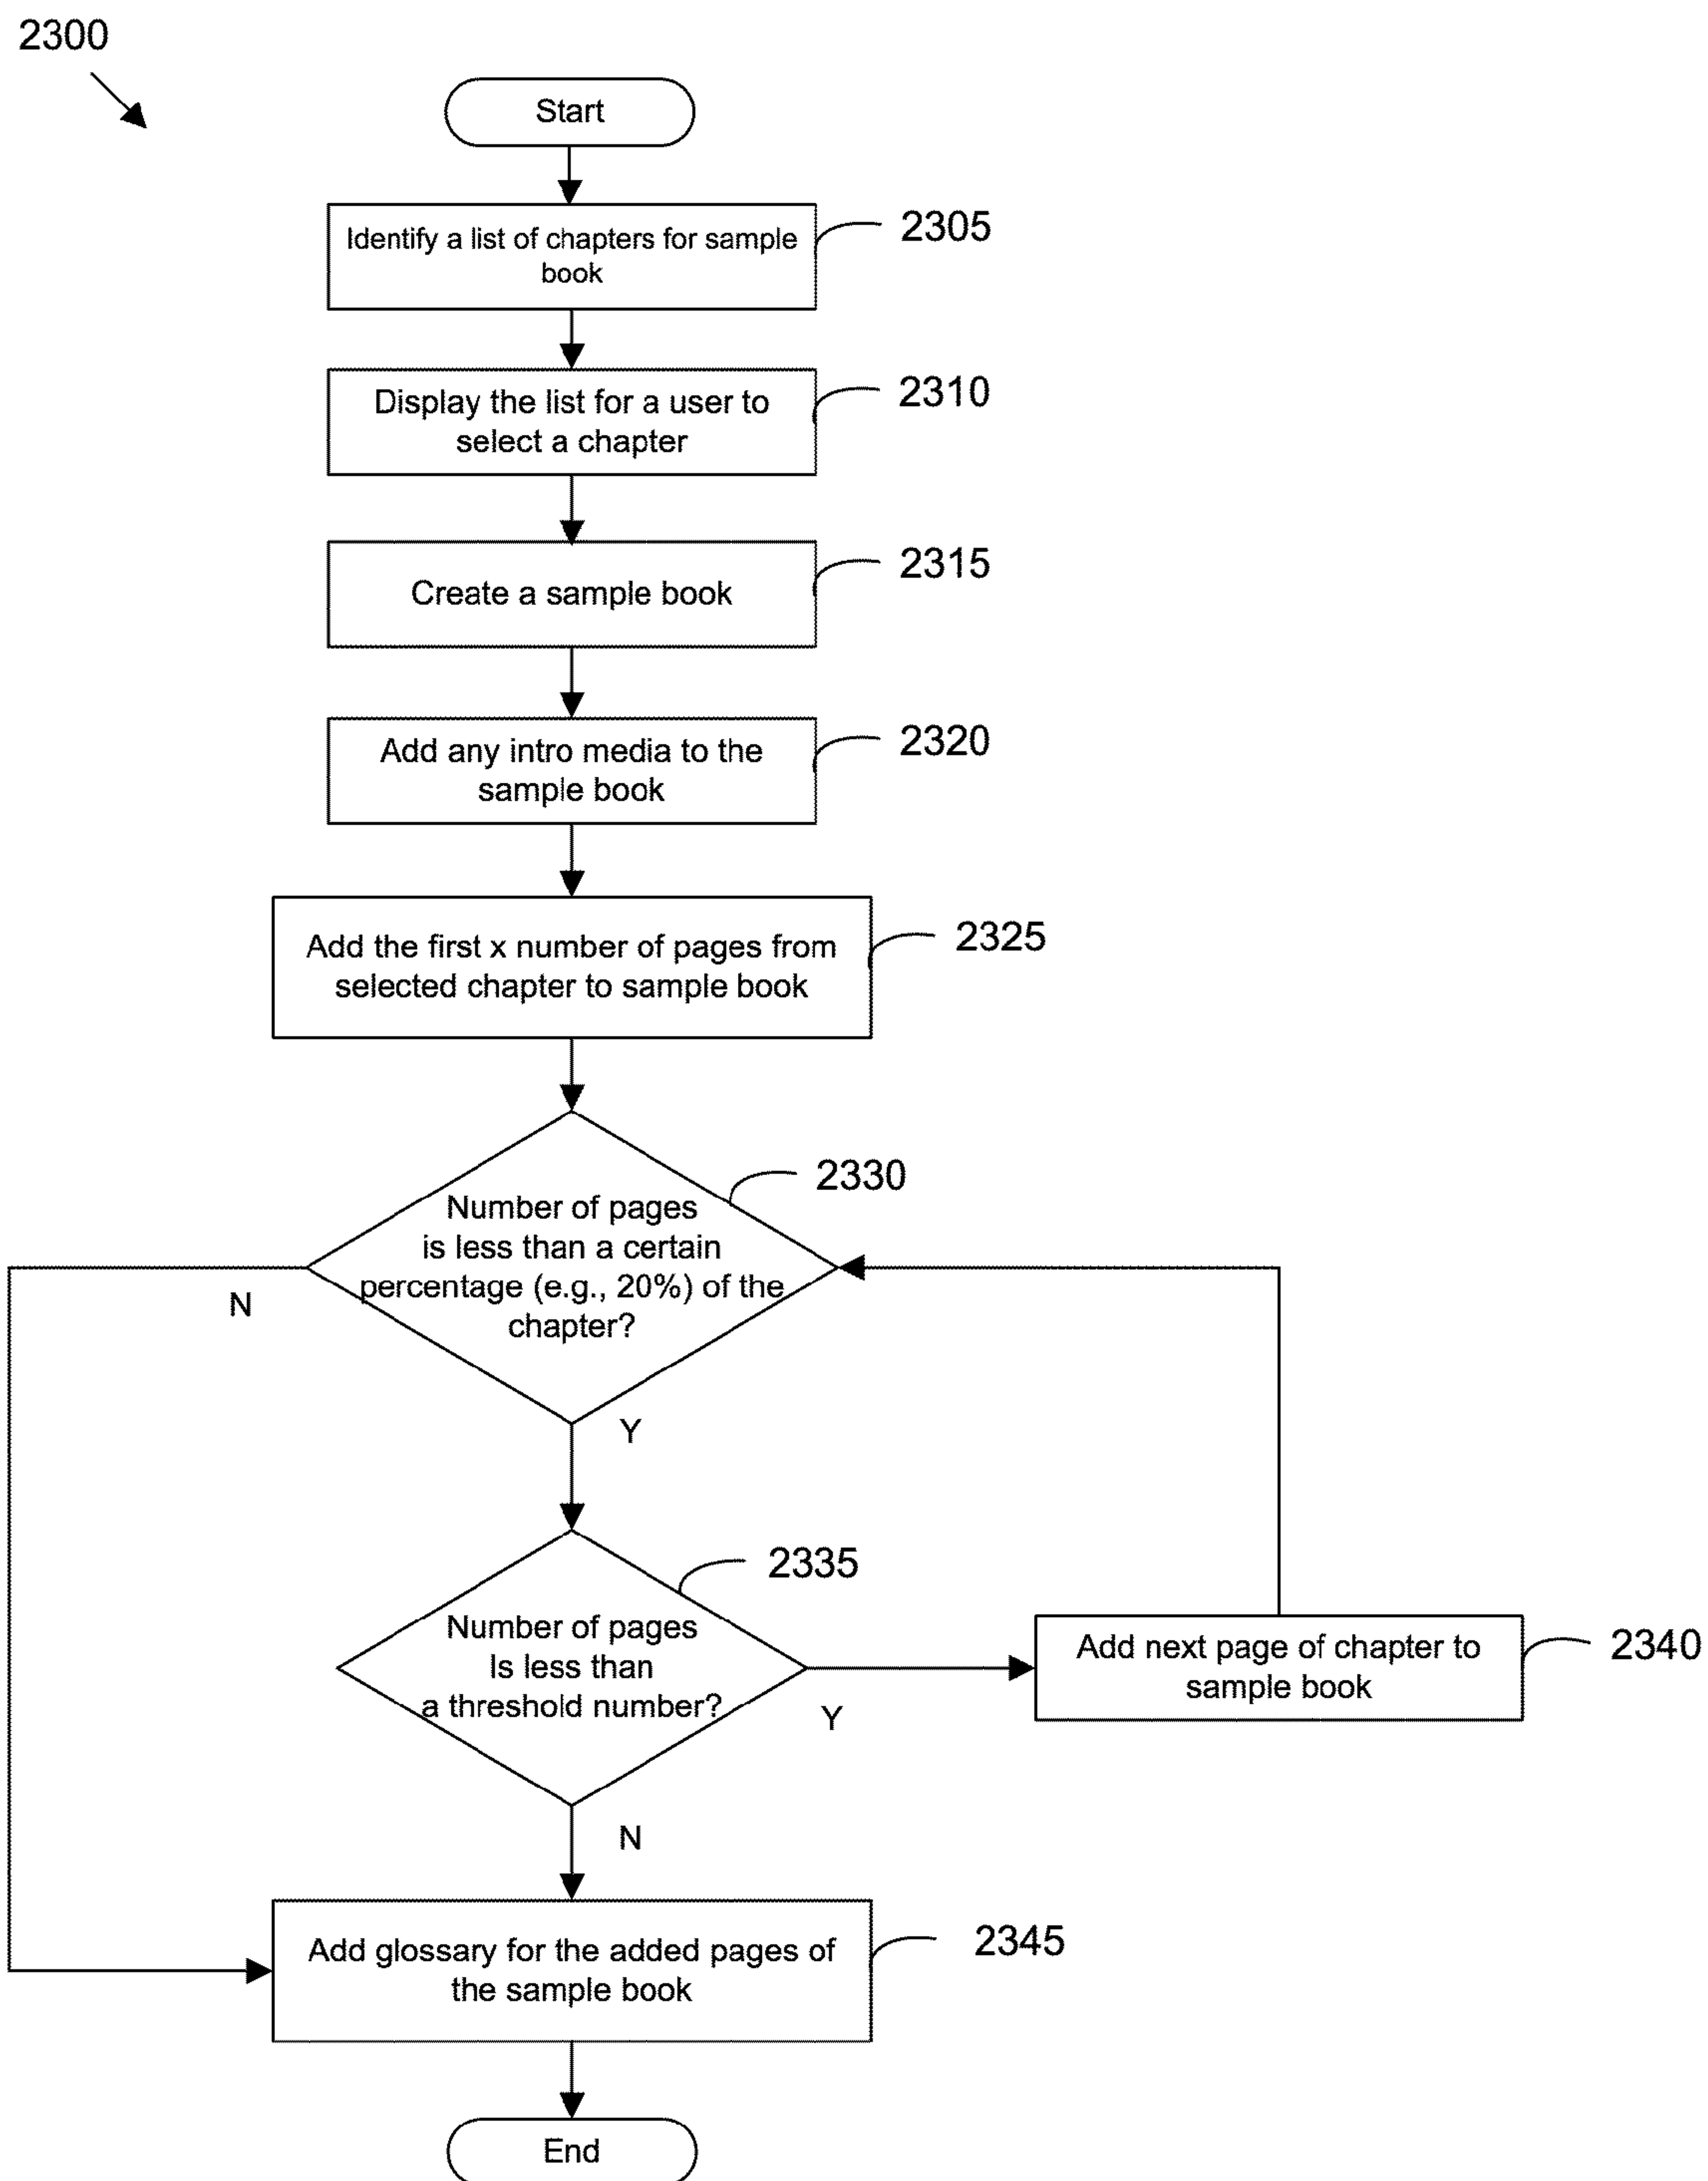 2300
Start
Identify a list of chapters for sample
book
2305
Display the list for a user to
select a chapter
2310
Create a sample book
2315
Add any intro media to the
sample book
2320
Add the first x number of pages from
selected chapter to sample book
2325
Number of pages
is less than a certain
percentage (e.g., 20%) of the
chapter?
2330
N
Y
Number of pages
Is less than
a threshold number?
2335
Y
Add next page of chapter to
sample book
2340
N
Add glossary for the added pages of
the sample book
2345
End